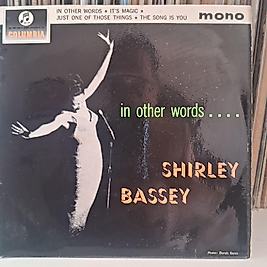 IN OTHER WORDS • IT'S MAGIC •
JUST ONE OF THOSE THINGS • THE SONG IS YOU
mono
COLUMBIA
in other words....
SHIRLEY
BASSEY